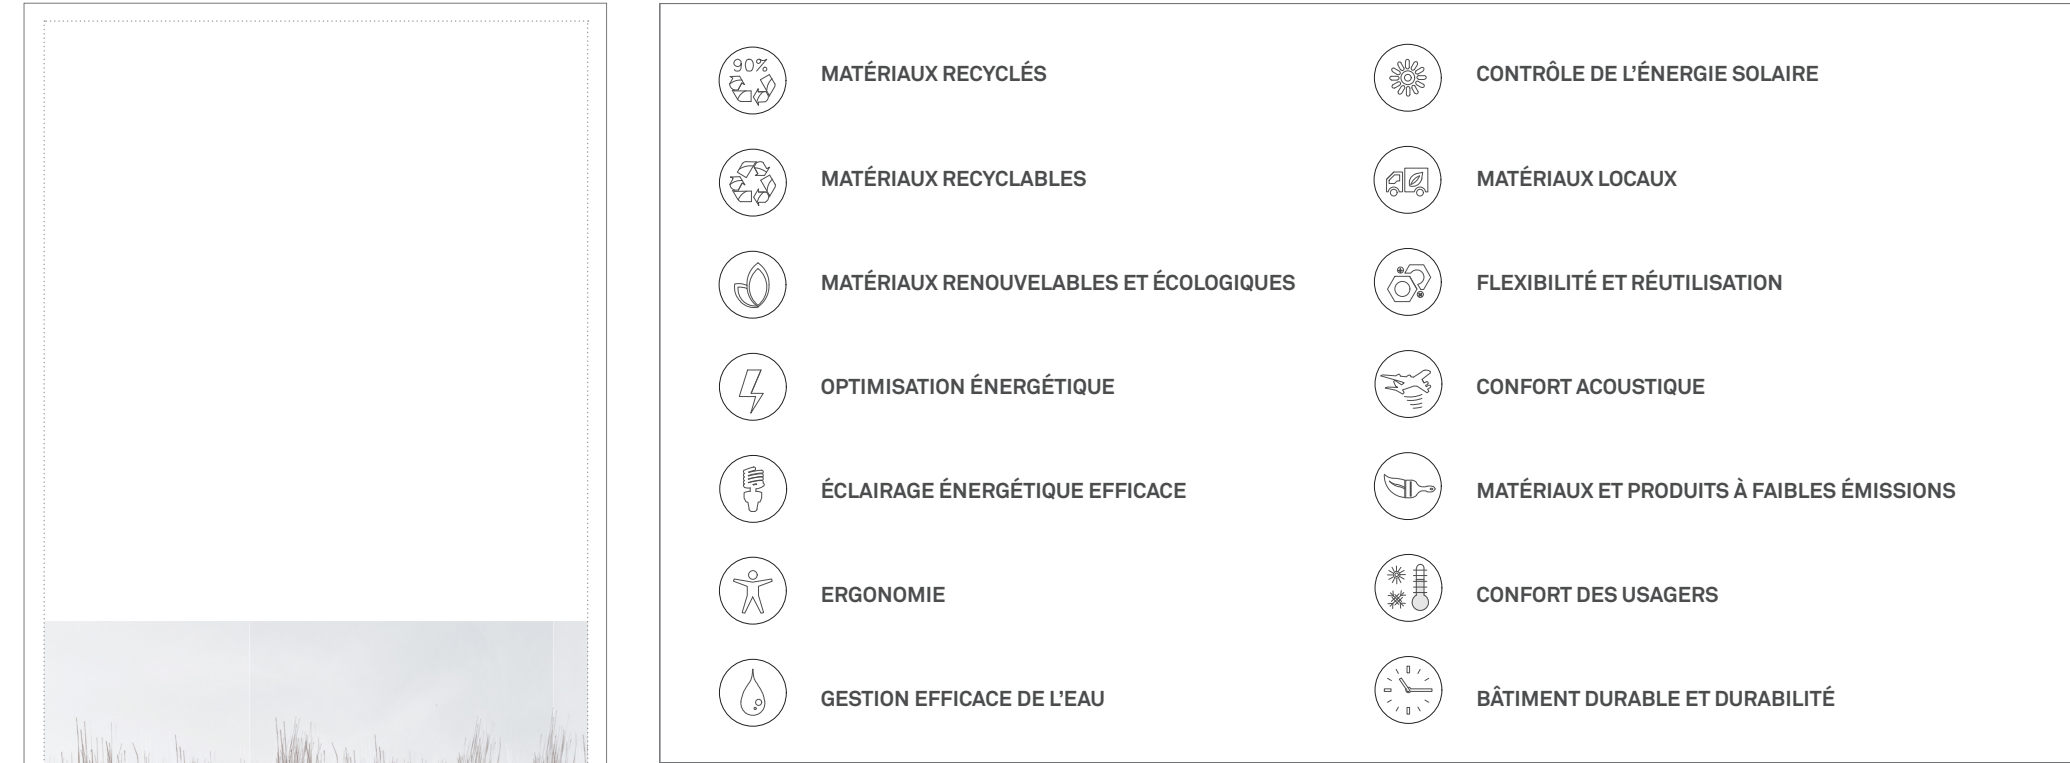 90%
MATÉRIAUX RECYCLÉS
MATÉRIAUX RECYCLABLES
MATÉRIAUX RENOUVELABLES ET ÉCOLOGIQUES
OPTIMISATION ÉNERGÉTIQUE
ÉCLAIRAGE ÉNERGÉTIQUE EFFICACE
ERGONOMIE
GESTION EFFICACE DE L’EAU
CONTRÔLE DE L’ÉNERGIE SOLAIRE
MATÉRIAUX LOCAUX
FLEXIBILITÉ ET RÉUTILISATION
CONFORT ACOUSTIQUE
MATÉRIAUX ET PRODUITS À FAIBLES ÉMISSIONS
CONFORT DES USAGERS
BÂTIMENT DURABLE ET DURABILITÉ